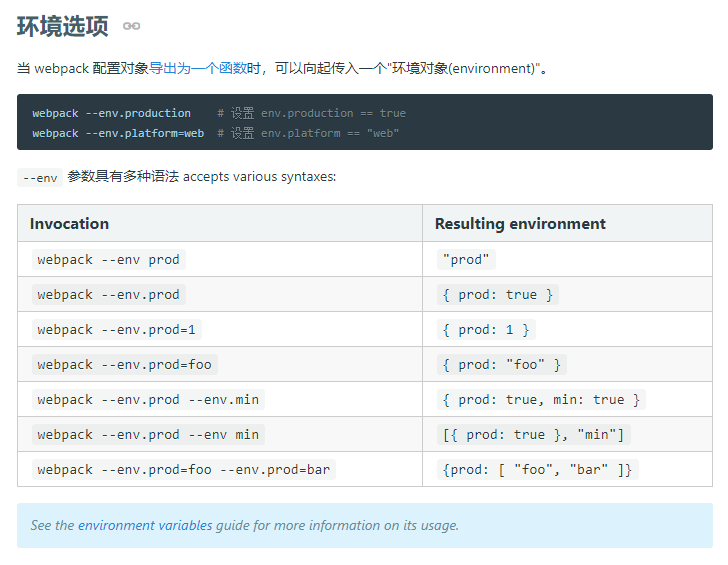 环境选项
当 webpack 配置对象导出为一个函数时，可以向起传入一个"环境对象(environment)"。
webpack --env.production    # 设置 env.production == true
webpack --env.platform=web  # 设置 env.platform == "web"
--env 参数具有多种语法 accepts various syntaxes:
Invocation Resulting environment
webpack --env prod "prod"
webpack --env.prod { prod: true }
webpack --env.prod=1 { prod: 1 }
webpack --env.prod=foo { prod: "foo" }
webpack --env.prod --env.min { prod: true, min: true }
webpack --env.prod --env min [{ prod: true }, "min"]
webpack --env.prod=foo --env.prod=bar {prod: [ "foo", "bar" ]}
See the environment variables guide for more information on its usage.